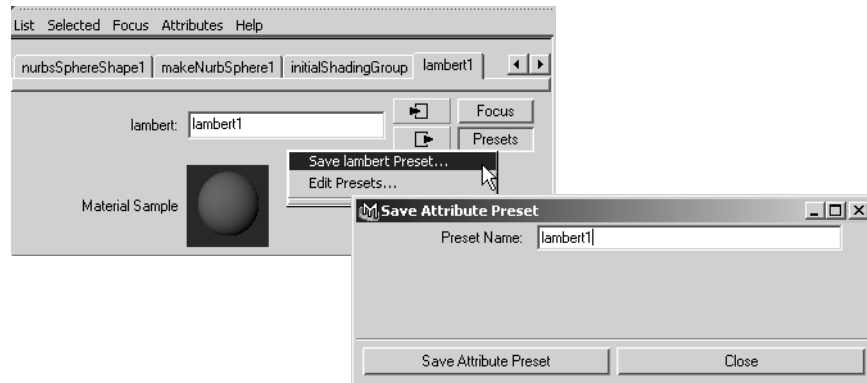 List Selected Focus Attributes Help
nurbsSphereShape1 makeNurbSphere1 initialShadingGroup lambert1
lambert: lambert1 Focus
Presets
Save lambert Preset...
Edit Presets...
Material Sample
Save Attribute Preset
Preset Name: lambert1
Save Attribute Preset Close